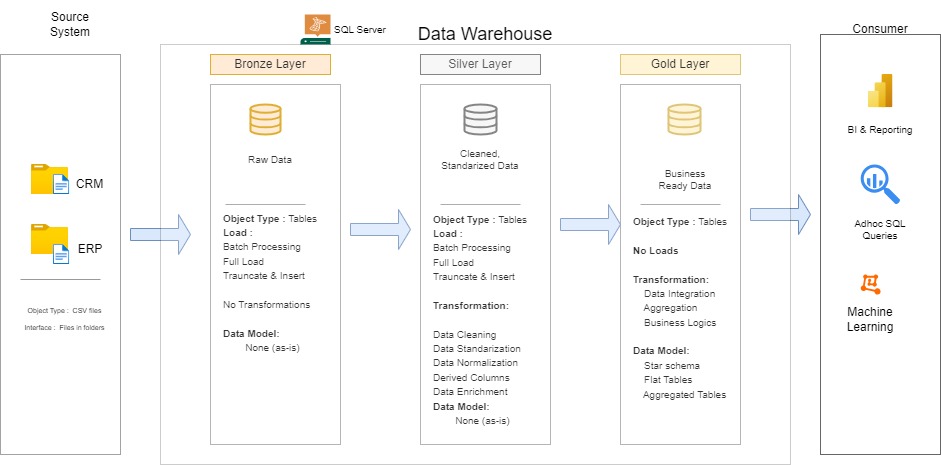 Source
System
SQL Server
Data Warehouse
Consumer
CRM
ERP
Object Type :  CSV files
Interface :  Files in folders
Bronze Layer
Raw Data
Object Type : Tables
Load :
Batch Processing
Full Load
Trauncate & Insert
No Transformations
Data Model:
None (as-is)
Silver Layer
Cleaned,
Standarized Data
Object Type : Tables
Load :
Batch Processing
Full Load
Trauncate & Insert
Transformation:
Data Cleaning
Data Standarization
Data Normalization
Derived Columns
Data Enrichment
Data Model:
None (as-is)
Gold Layer
Business
Ready Data
Object Type : Tables
No Loads
Transformation:
Data Integration
Aggregation
Business Logics
Data Model:
Star schema
Flat Tables
Aggregated Tables
BI & Reporting
Adhoc SQL
Queries
Machine
Learning